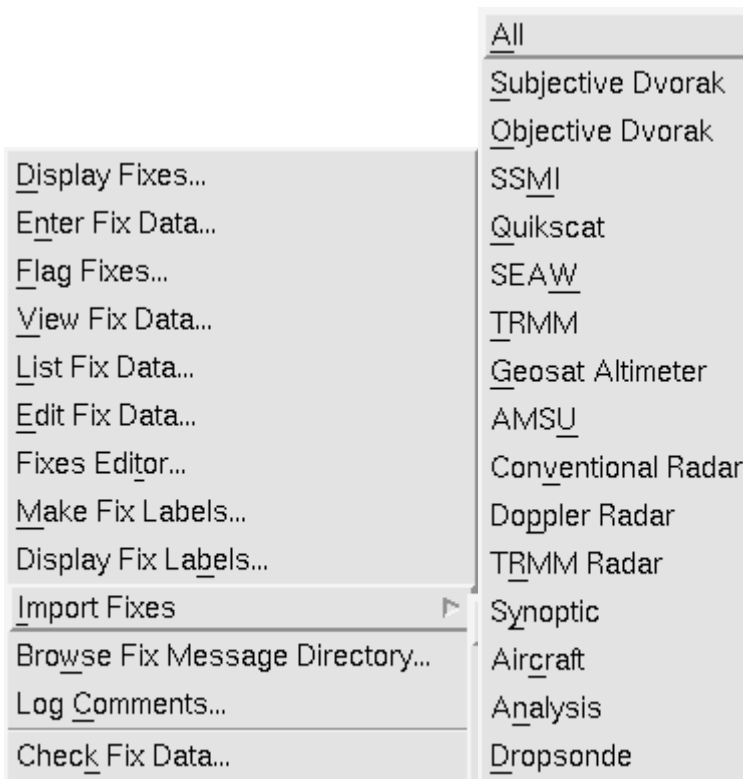 Display Fixes...
Enter Fix Data...
Flag Fixes...
View Fix Data...
List Fix Data...
Edit Fix Data...
Fixes Editor...
Make Fix Labels...
Display Fix Labels...
Import Fixes
Browse Fix Message Directory...
Log Comments...
Check Fix Data...
All
Subjective Dvorak
Objective Dvorak
SSMI
Quikscat
SEAW
TRMM
Geosat Altimeter
AMSU
Conventional Radar
Doppler Radar
TRMM Radar
Synoptic
Aircraft
Analysis
Dropsonde